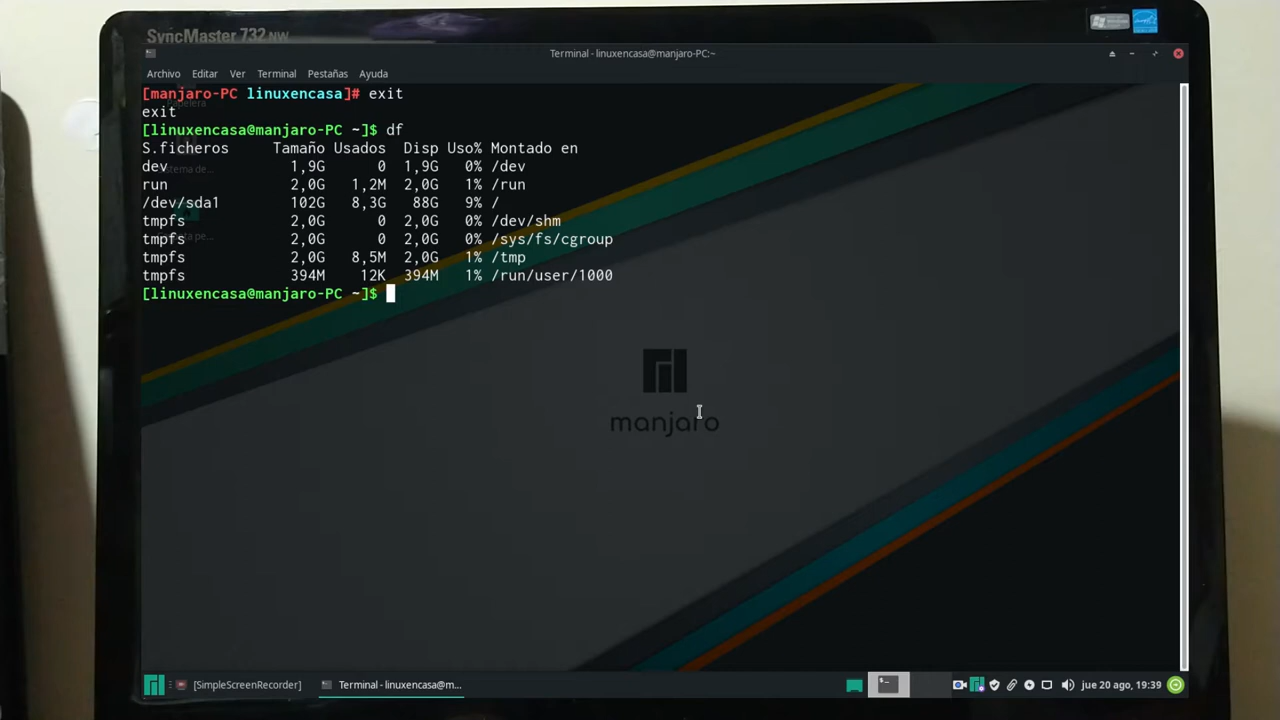 SyncMaster 732NW
Terminal - linuxencasa@manjaro-PC:~
Archivo Editar Ver Terminal Pestañas Ayuda
[manjaro-PC linuxencasa]# exit
exit
[linuxencasa@manjaro-PC ~]$ df
S.ficheros Tamaño Usados Disp Uso% Montado en
dev 1,9G 0 1,9G 0% /dev
run 2,0G 1,2M 2,0G 1% /run
/dev/sda1 102G 8,3G 88G 9% /
tmpfs 2,0G 0 2,0G 0% /dev/shm
tmpfs 2,0G 0 2,0G 0% /sys/fs/cgroup
tmpfs 2,0G 8,5M 2,0G 1% /tmp
tmpfs 394M 12K 394M 1% /run/user/1000
[linuxencasa@manjaro-PC ~]$
Papelera
manjaro
[SimpleScreenRecorder] Terminal - linuxencasa@m... jue 20 ago, 19:39